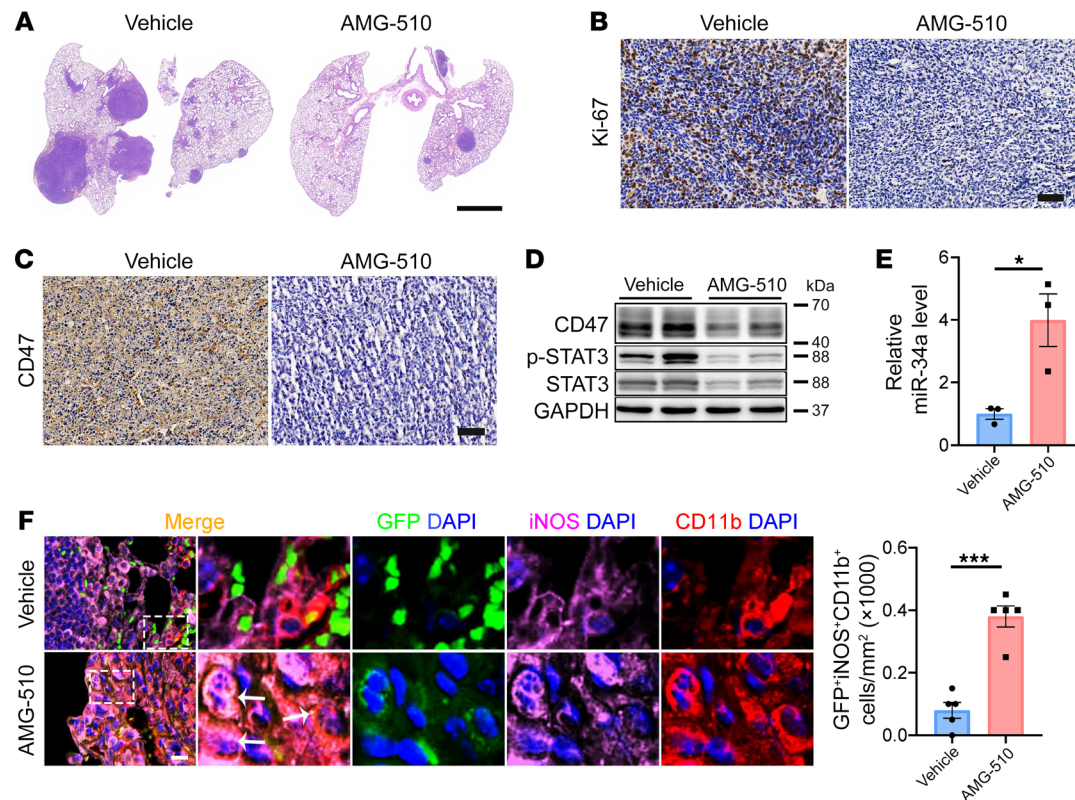 A
Vehicle
AMG-510
B
Vehicle
AMG-510
Ki-67
C
Vehicle
AMG-510
CD47
D
Vehicle
AMG-510
kDa
CD47
70
40
p-STAT3
88
STAT3
88
GAPDH
37
E
Relative
miR-34a level
6
4
2
0
*
Vehicle
AMG-510
F
Merge
GFP DAPI
iNOS DAPI
CD11b DAPI
Vehicle
AMG-510
GFP⁺iNOS⁺CD11b⁺
cells/mm² (×1000)
0.6
0.4
0.2
0.0
***
Vehicle
AMG-510